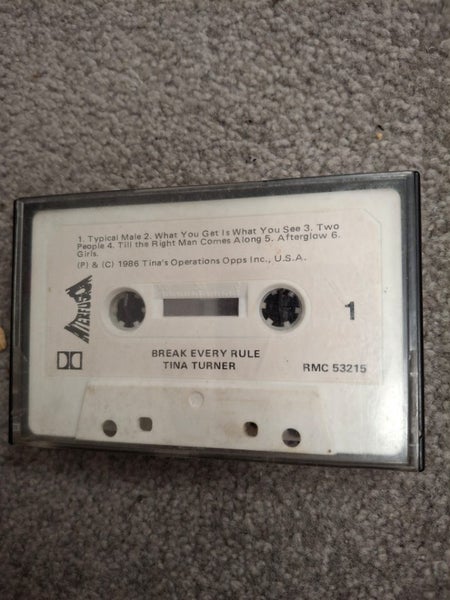 1. Typical Male 2. What You Get Is What You See 3. Two
People 4. Till the Right Man Comes Along 5. Afterglow 6.
Girls.
(P) & (C) 1986 Tina's Operations Opps Inc., U.S.A.
1
BREAK EVERY RULE
TINA TURNER
RMC 53215